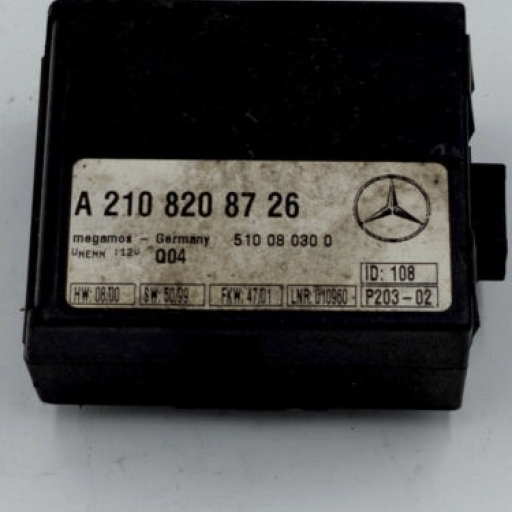 A 210 820 87 26
megamos - Germany 510 08 030 0
UNENN :12V Q04
ID: 108
HW: 08/00 SW: 50/99 FKW: 47/01 LNR: 010960 P203-02